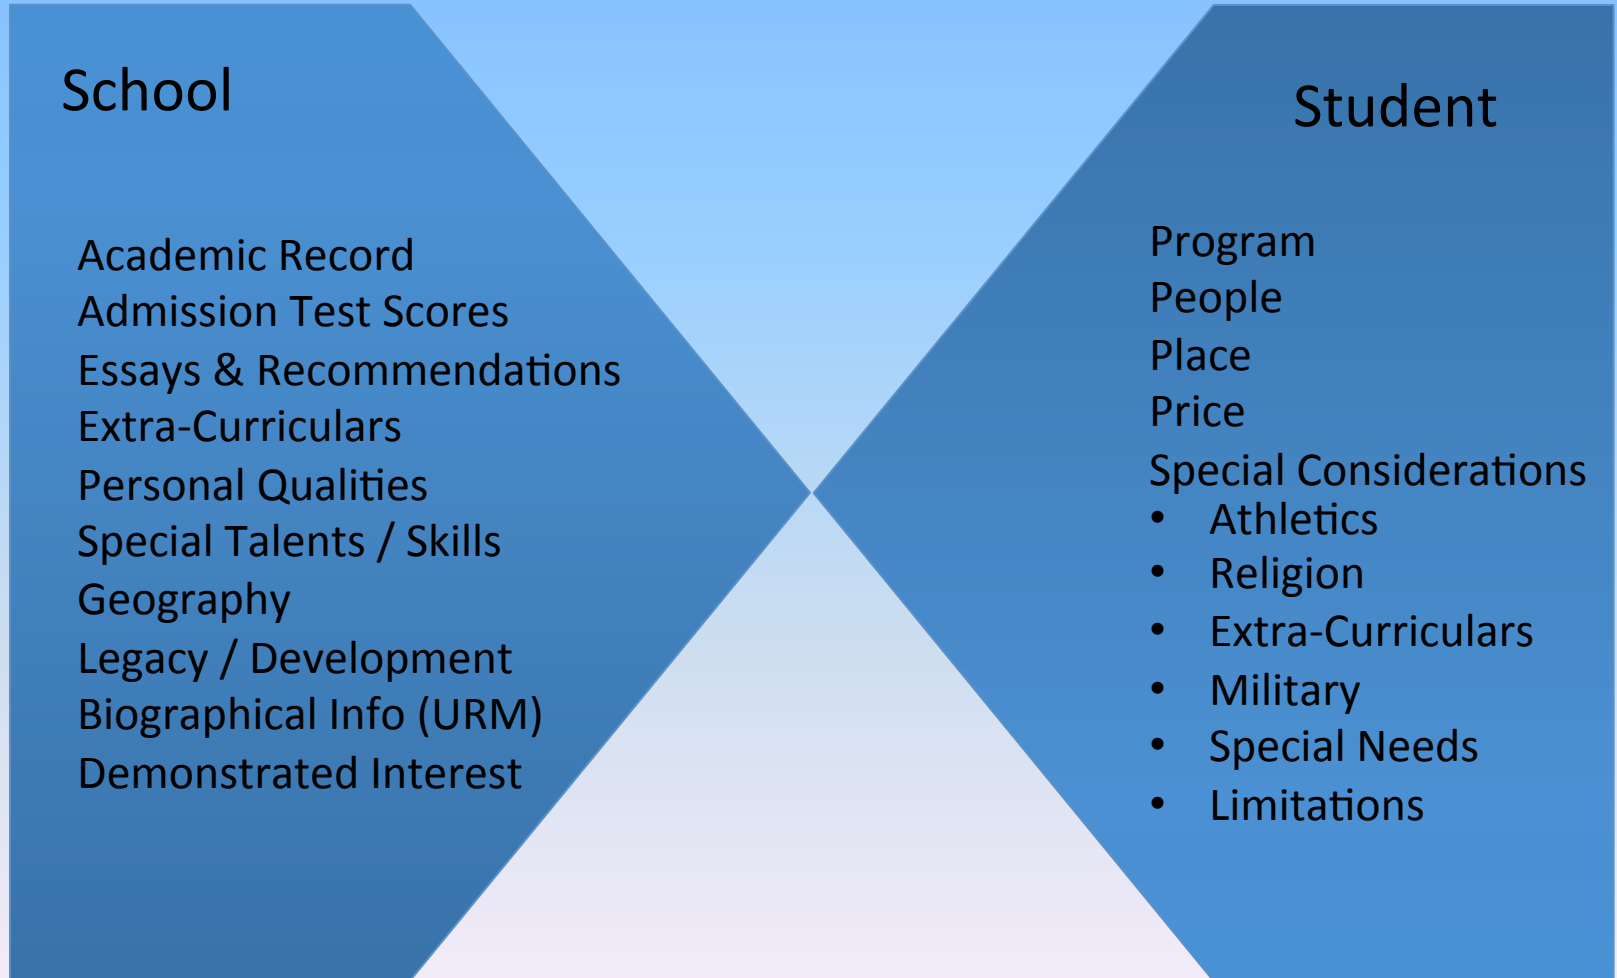 School
Academic Record
Admission Test Scores
Essays & Recommendations
Extra-Curriculars
Personal Qualities
Special Talents / Skills
Geography
Legacy / Development
Biographical Info (URM)
Demonstrated Interest
Student
Program
People
Place
Price
Special Considerations
• Athletics
• Religion
• Extra-Curriculars
• Military
• Special Needs
• Limitations